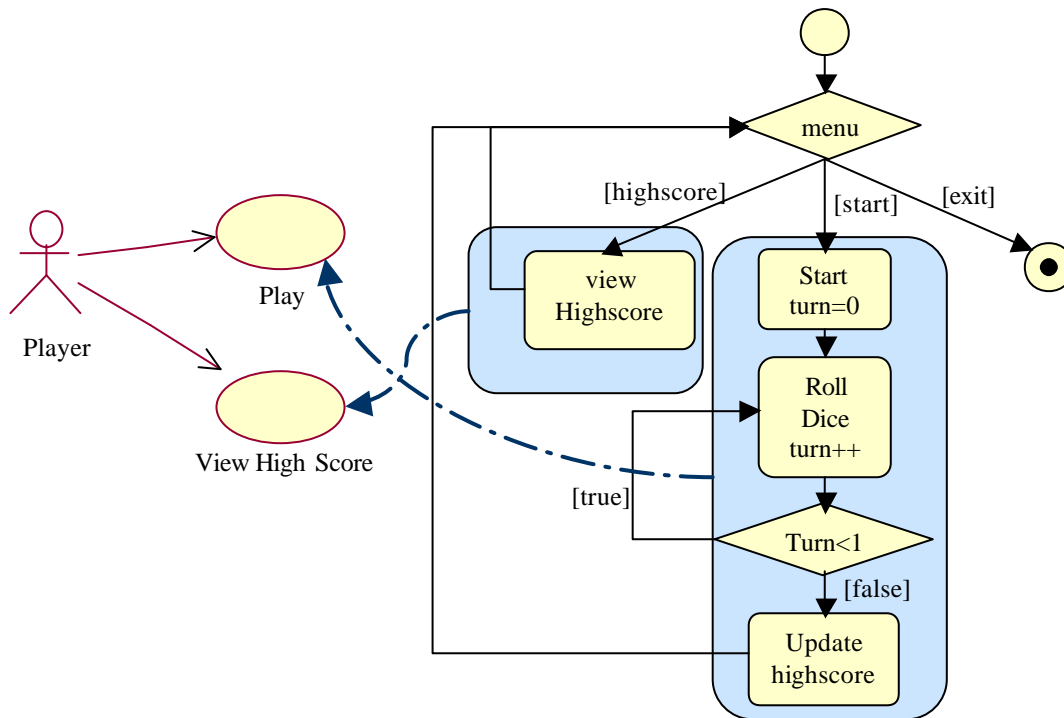 menu
[highscore]
[start]
[exit]
view
Highscore
Start
turn=0
Play
Player
Roll
Dice
turn++
View High Score
[true]
Turn<1
[false]
Update
highscore